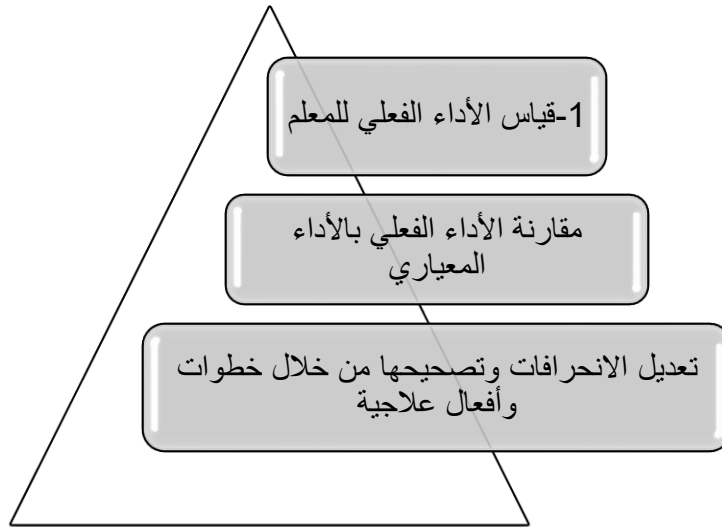 1-قياس الأداء الفعلي للمعلم
مقارنة الأداء الفعلي بالأداء
المعياري
تعديل الانحرافات وتصحيحها من خلال خطوات
وأفعال علاجية